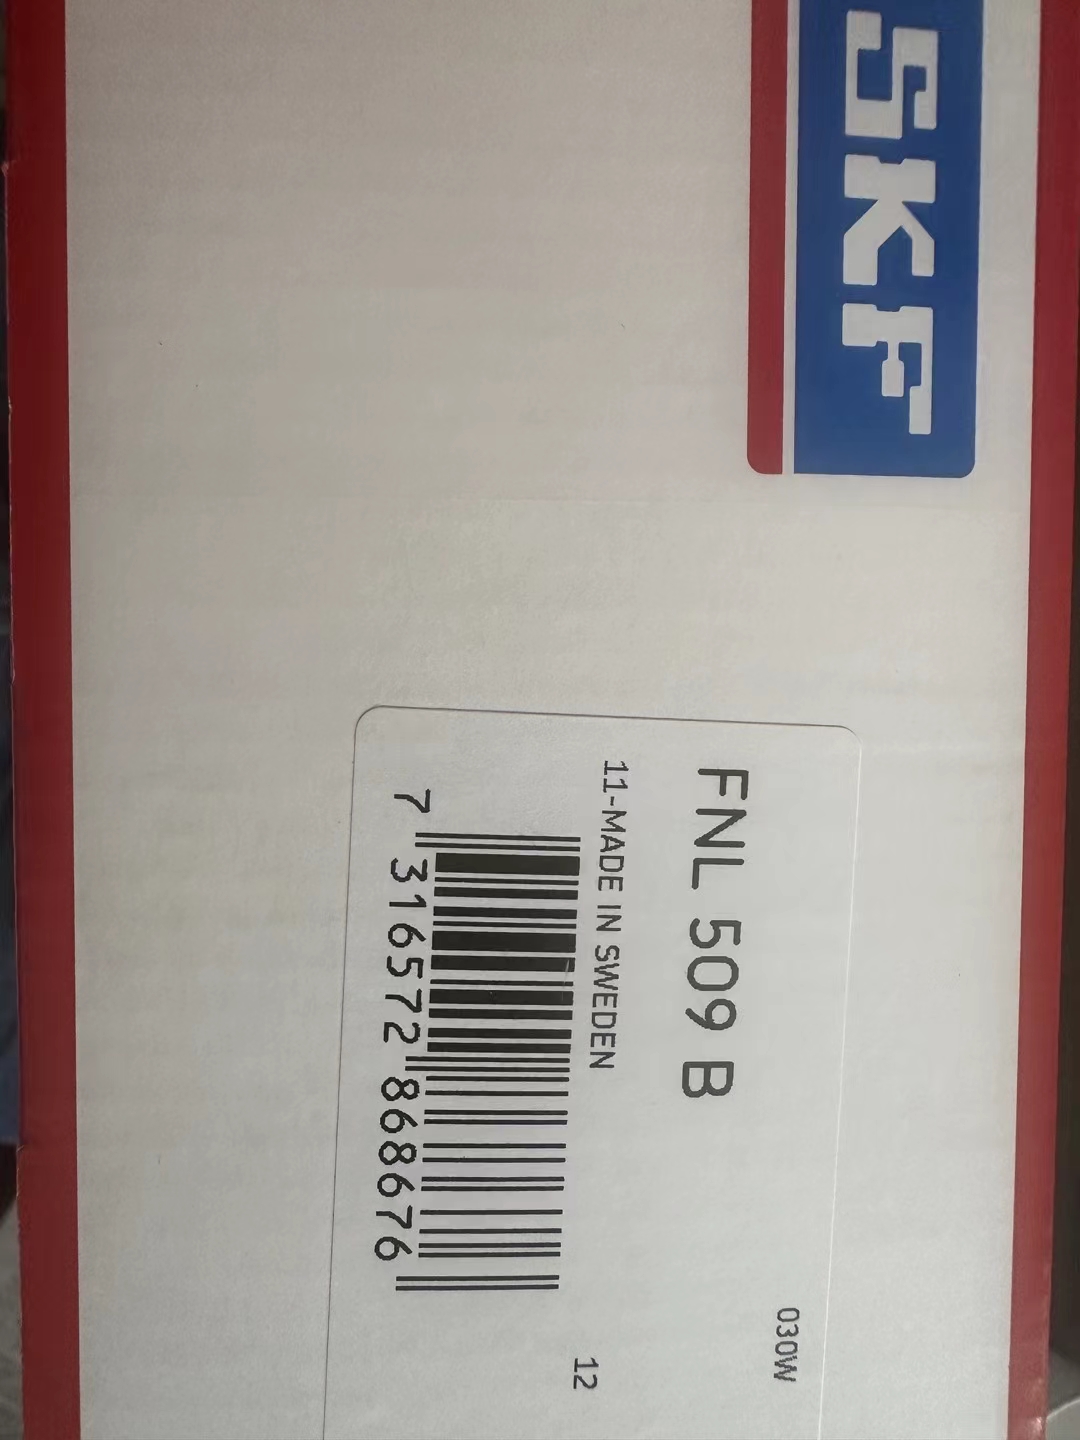 SKF
030W
FNL 509 B
11-MADE IN SWEDEN
12
7 316572 868676